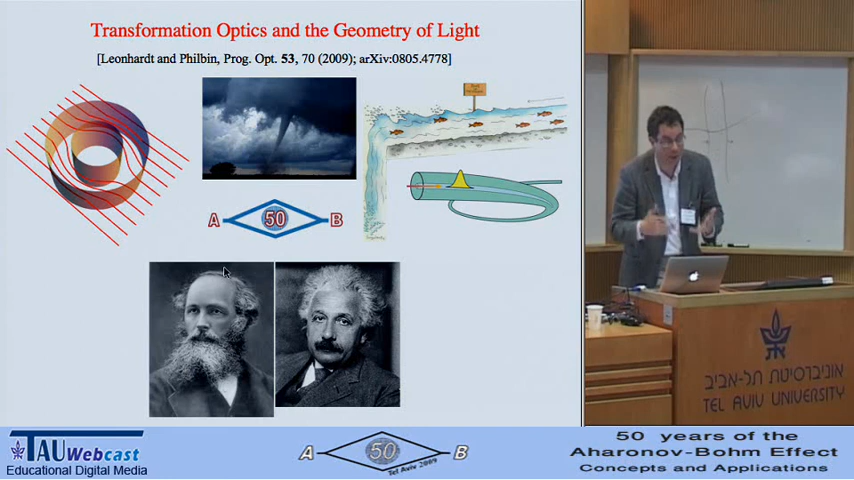 Transformation Optics and the Geometry of Light
[Leonhardt and Philbin, Prog. Opt. 53, 70 (2009); arXiv:0805.4778]
A 50 B
אוניברסיטת תל-אביב
TEL AVIV UNIVERSITY
TAU Webcast
Educational Digital Media
A 50 B
Tel Aviv 2009
50 years of the
Aharonov-Bohm Effect
Concepts and Applications